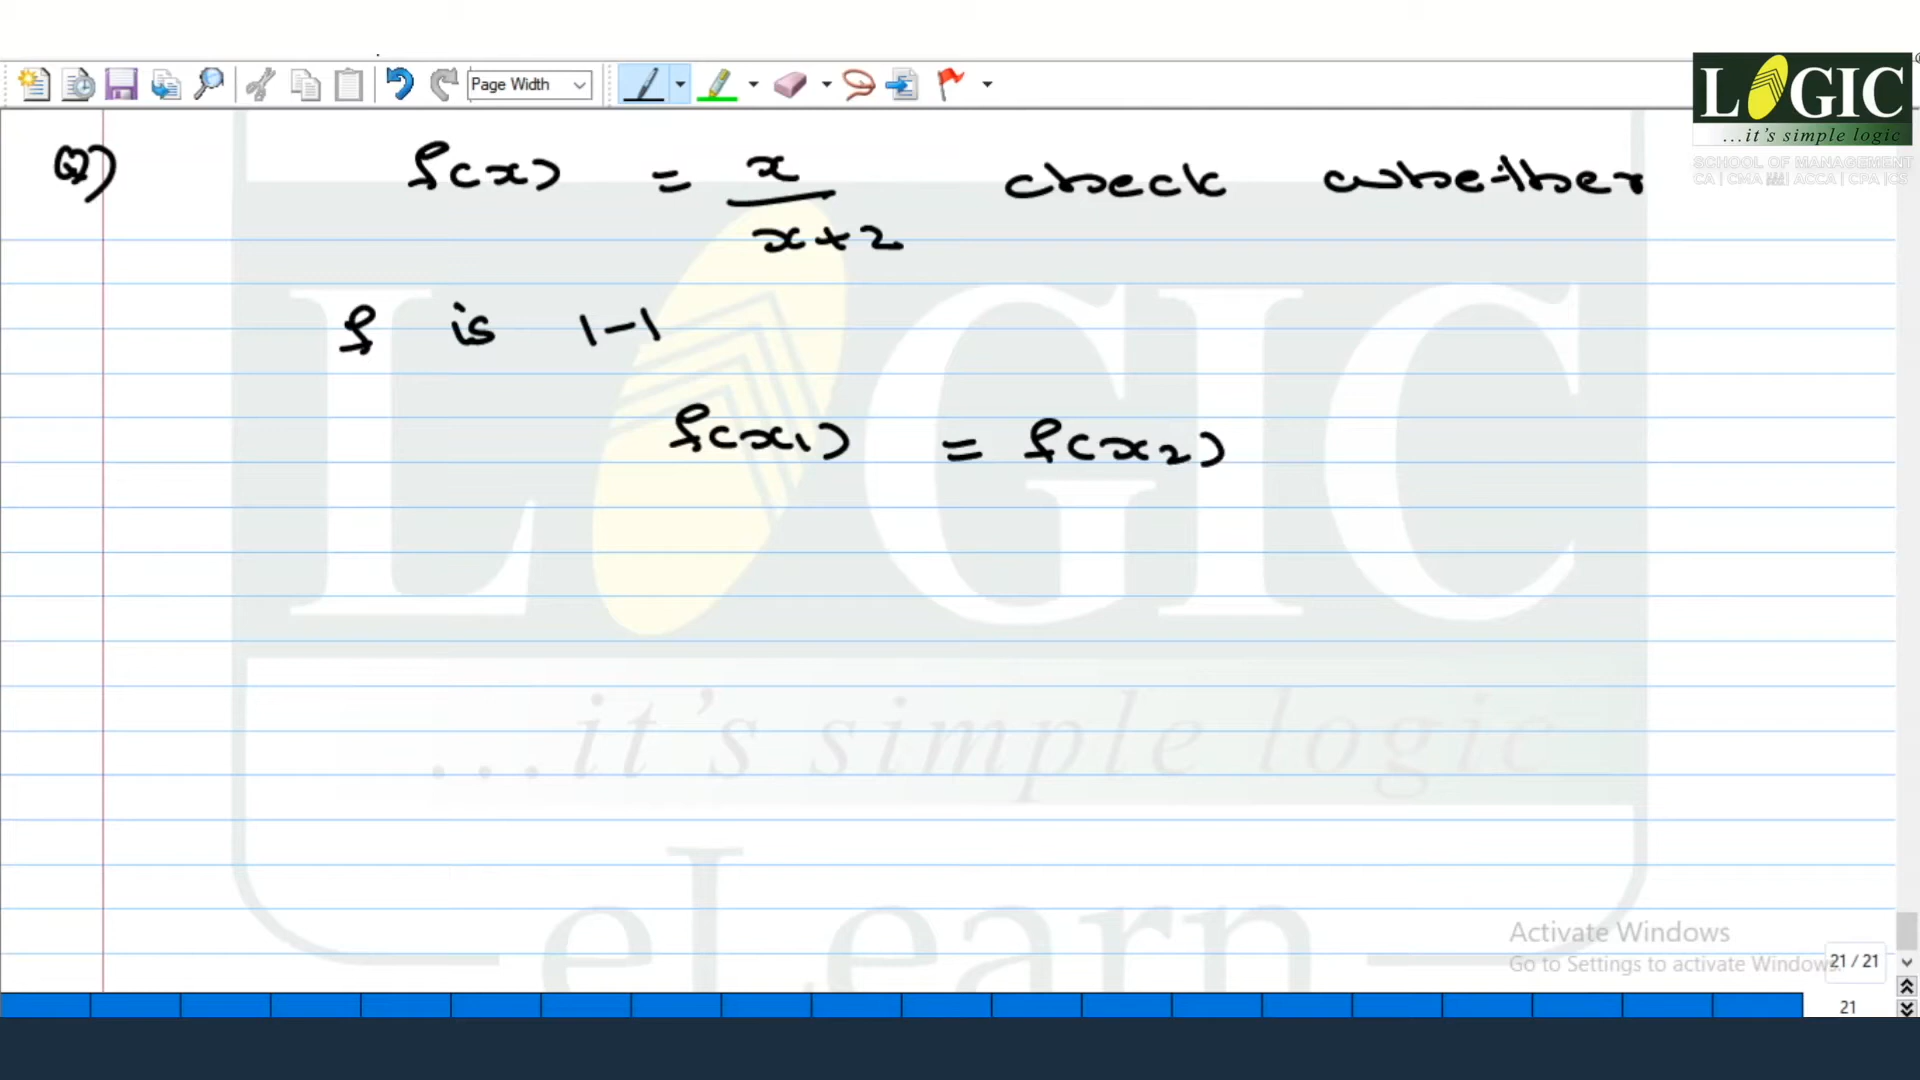 Page Width
LOGIC
...it's simple logic
SCHOOL OF MANAGEMENT
Q) f(x) = x/(x+2) check whether
f is 1-1
f(x1) = f(x2)
LOGIC
...it's simple logic
eLearn
Activate Windows
Go to Settings to activate Windows.
21 / 21
21